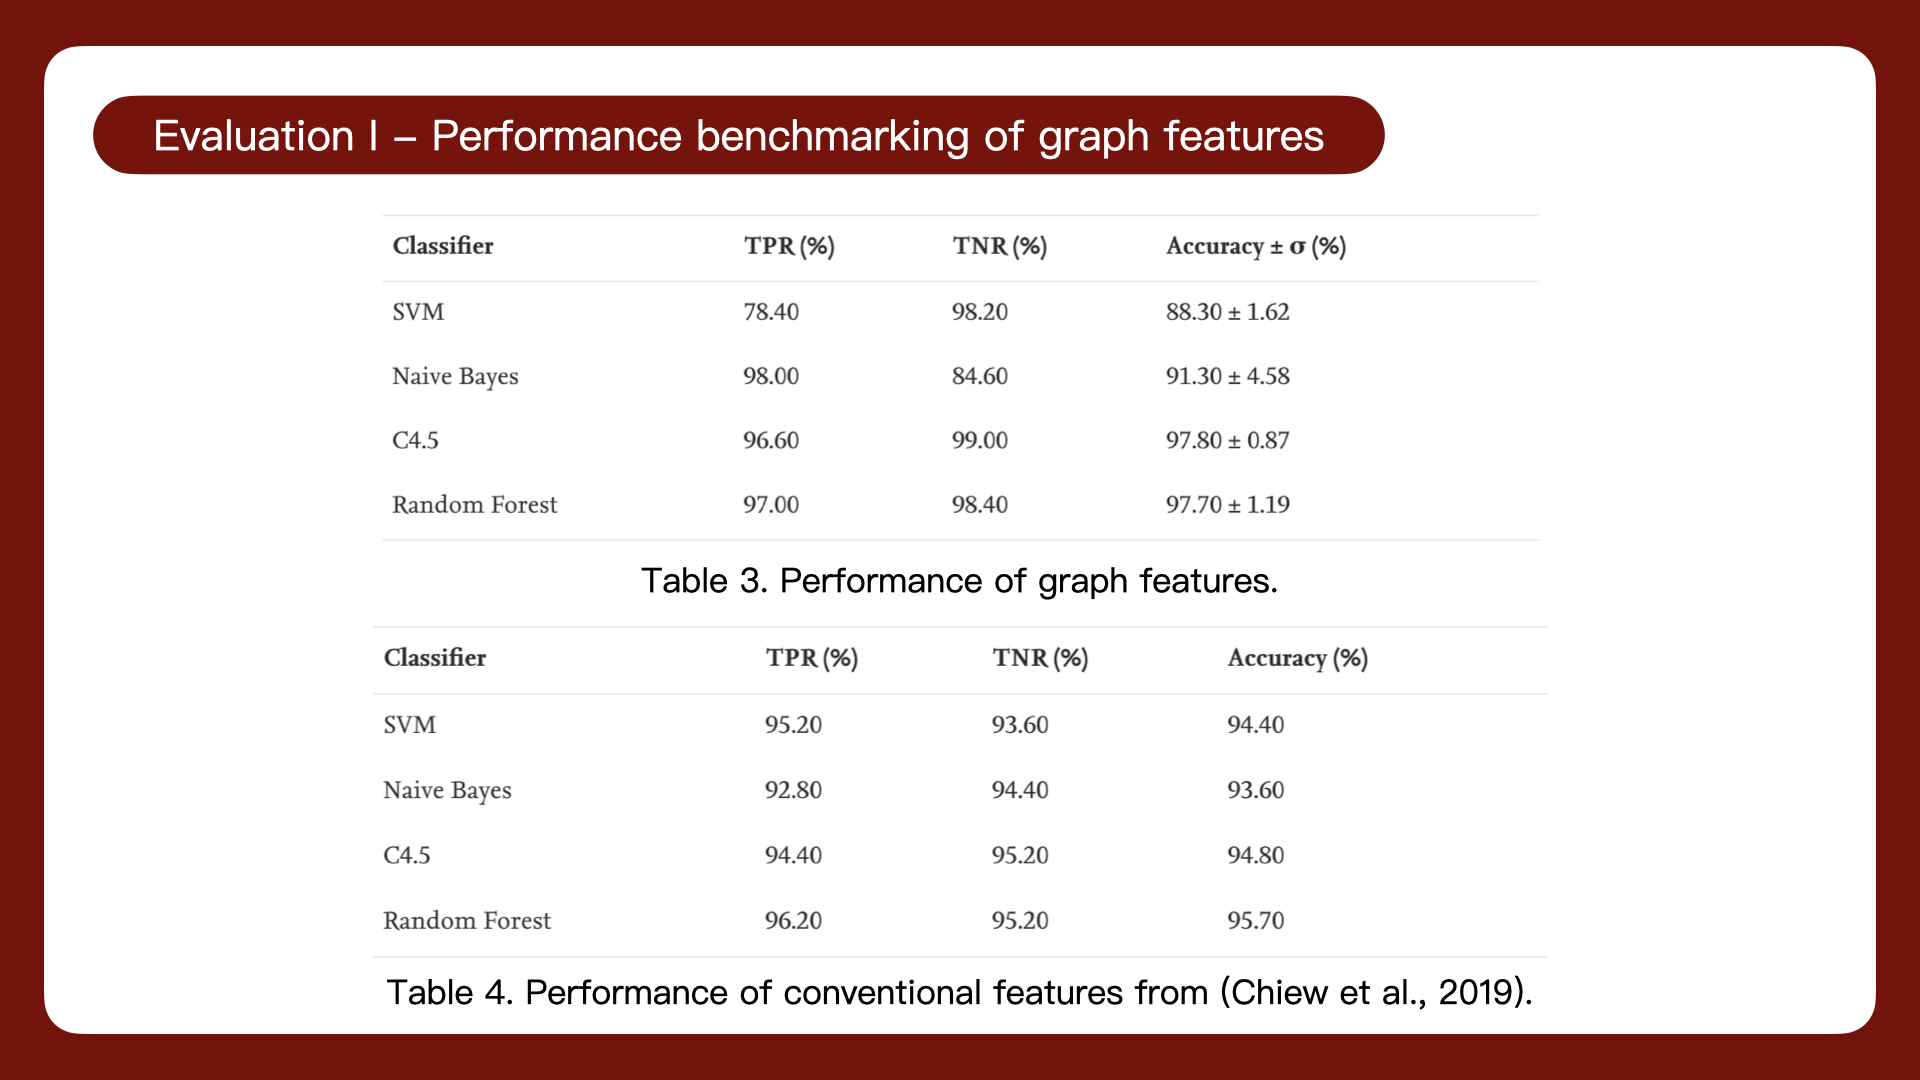 Evaluation I – Performance benchmarking of graph features
Classifier TPR (%) TNR (%) Accuracy ± σ (%)
SVM 78.40 98.20 88.30 ± 1.62
Naive Bayes 98.00 84.60 91.30 ± 4.58
C4.5 96.60 99.00 97.80 ± 0.87
Random Forest 97.00 98.40 97.70 ± 1.19
Table 3. Performance of graph features.
Classifier TPR (%) TNR (%) Accuracy (%)
SVM 95.20 93.60 94.40
Naive Bayes 92.80 94.40 93.60
C4.5 94.40 95.20 94.80
Random Forest 96.20 95.20 95.70
Table 4. Performance of conventional features from (Chiew et al., 2019).